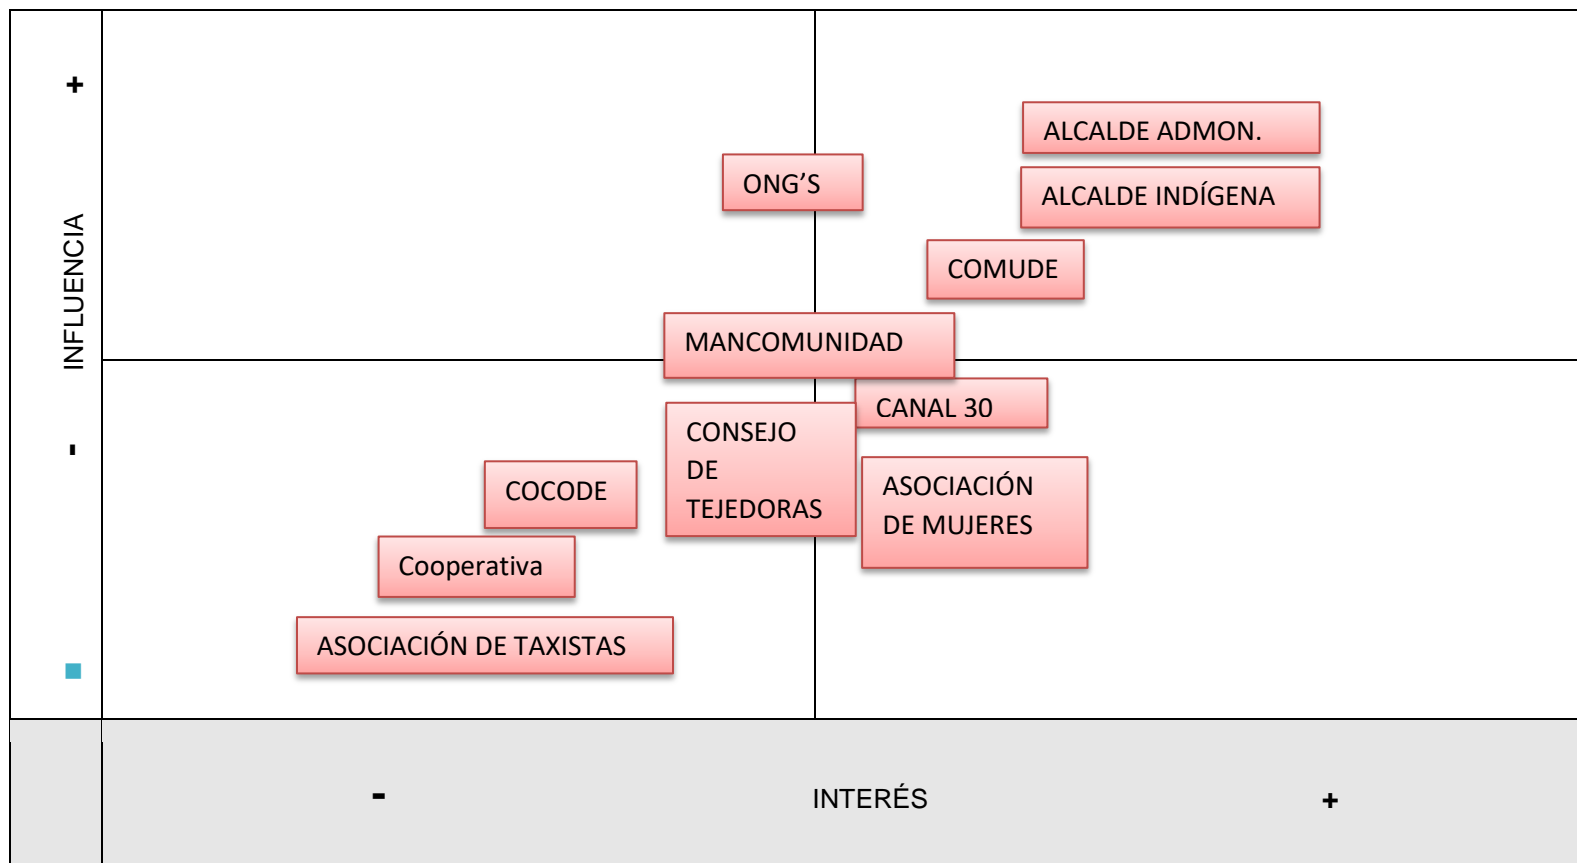 +
INFLUENCIA
-
ALCALDE ADMON.
ONG’S
ALCALDE INDÍGENA
COMUDE
MANCOMUNIDAD
CANAL 30
CONSEJO
DE
TEJEDORAS
ASOCIACIÓN
DE MUJERES
COCODE
Cooperativa
ASOCIACIÓN DE TAXISTAS
-
INTERÉS
+